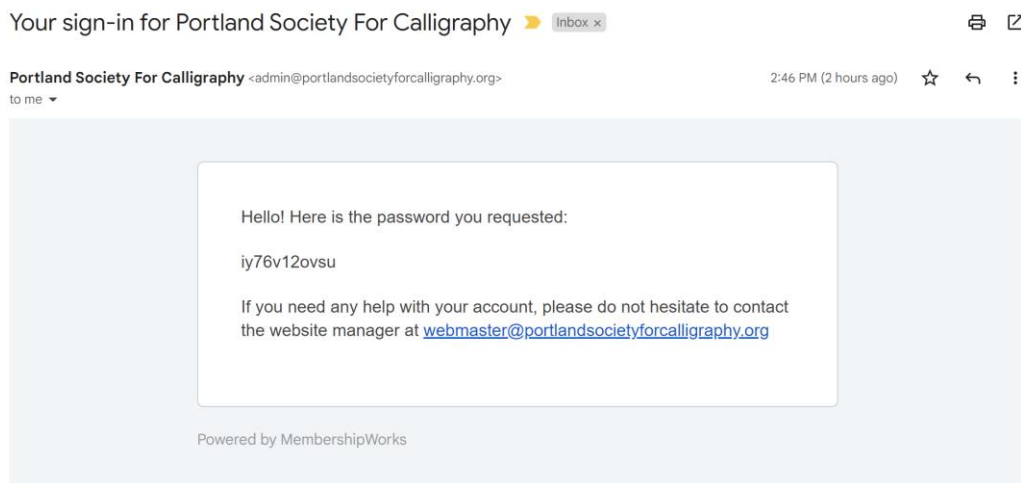 Your sign-in for Portland Society For Calligraphy Inbox ×
Portland Society For Calligraphy <admin@portlandsocietyforcalligraphy.org> 2:46 PM (2 hours ago)
to me
Hello! Here is the password you requested:
iy76v12ovsu
If you need any help with your account, please do not hesitate to contact
the website manager at webmaster@portlandsocietyforcalligraphy.org
Powered by MembershipWorks